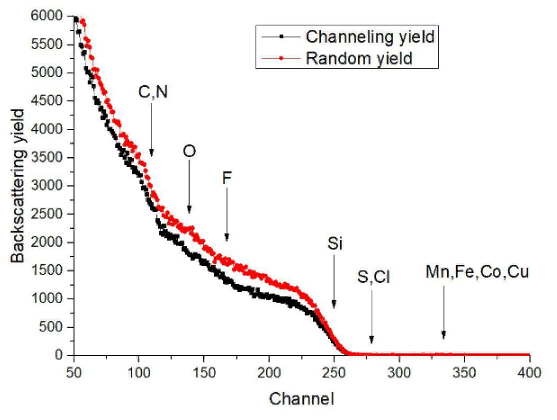 6000
5500
5000
4500
4000
3500
3000
2500
2000
1500
1000
500
0
Backscattering yield
Channeling yield
Random yield
C,N
O
F
Si
S,Cl
Mn,Fe,Co,Cu
50 100 150 200 250 300 350 400
Channel